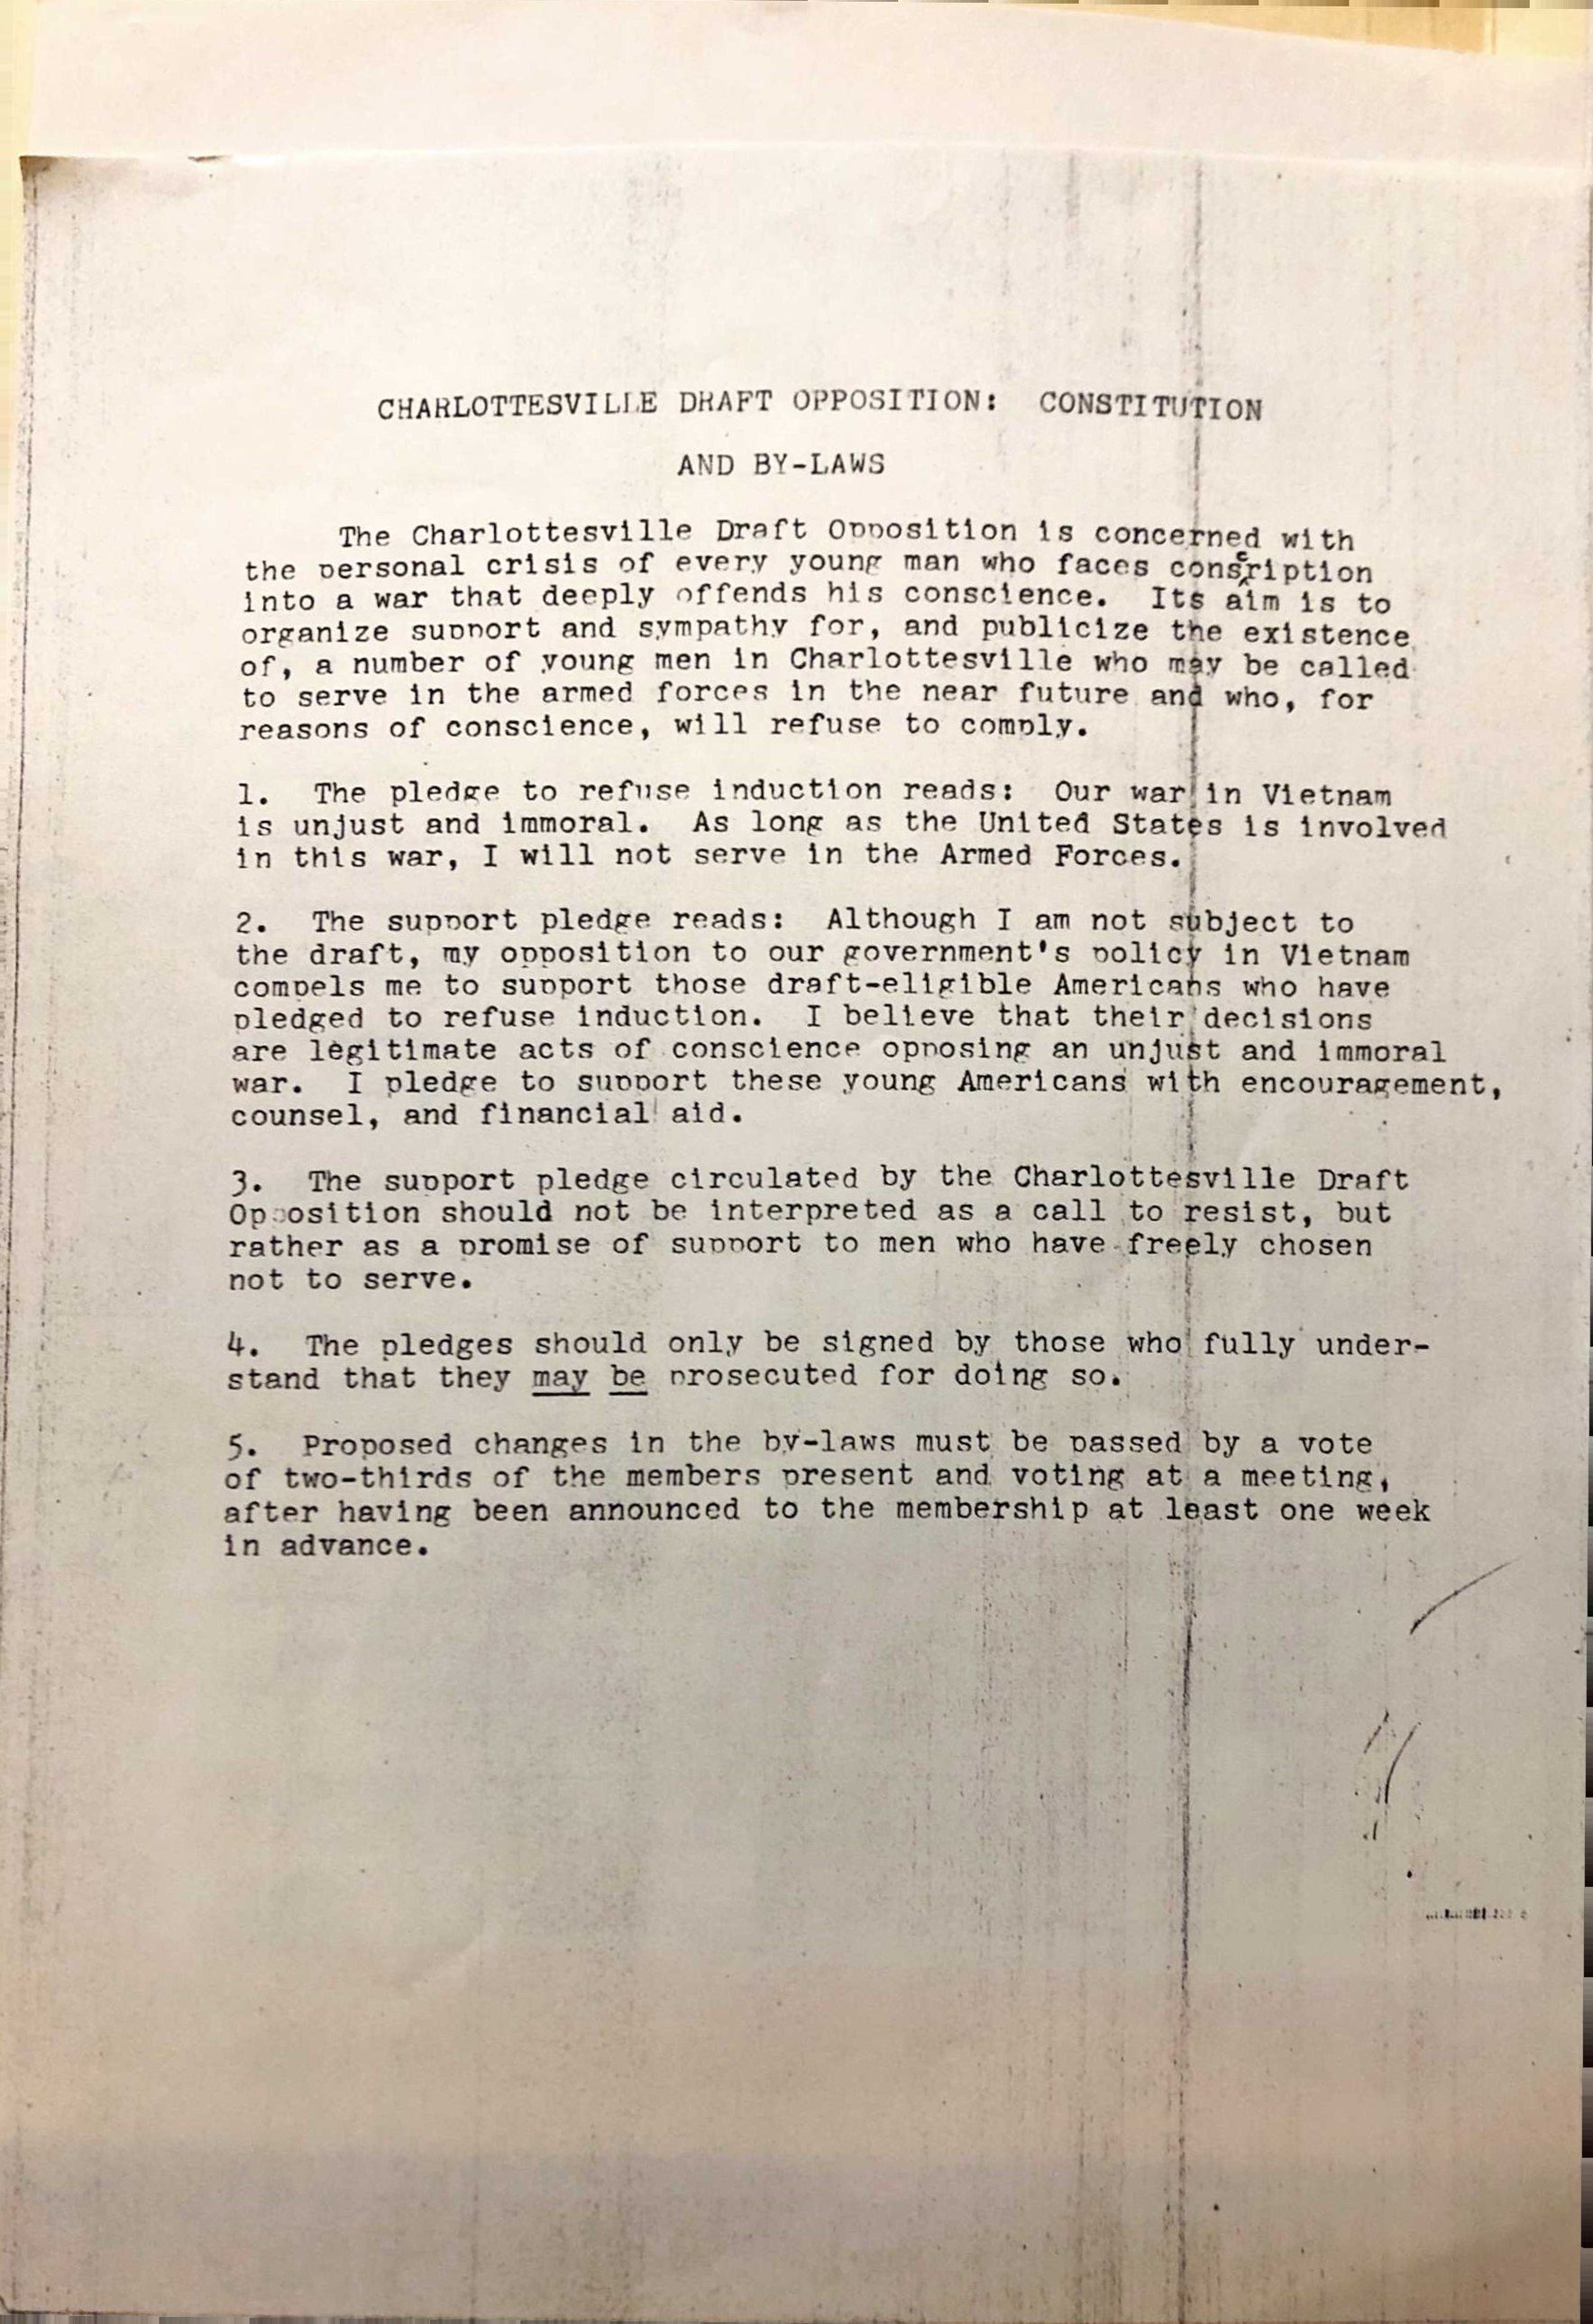 CHARLOTTESVILLE DRAFT OPPOSITION: CONSTITUTION
AND BY-LAWS
The Charlottesville Draft Opposition is concerned with
the personal crisis of every young man who faces conscription
into a war that deeply offends his conscience. Its aim is to
organize support and sympathy for, and publicize the existence
of, a number of young men in Charlottesville who may be called
to serve in the armed forces in the near future and who, for
reasons of conscience, will refuse to comply.
1. The pledge to refuse induction reads: Our war in Vietnam
is unjust and immoral. As long as the United States is involved
in this war, I will not serve in the Armed Forces.
2. The support pledge reads: Although I am not subject to
the draft, my opposition to our government's policy in Vietnam
compels me to support those draft-eligible Americans who have
pledged to refuse induction. I believe that their decisions
are legitimate acts of conscience opposing an unjust and immoral
war. I pledge to support these young Americans with encouragement,
counsel, and financial aid.
3. The support pledge circulated by the Charlottesville Draft
Opposition should not be interpreted as a call to resist, but
rather as a promise of support to men who have freely chosen
not to serve.
4. The pledges should only be signed by those who fully under-
stand that they may be prosecuted for doing so.
5. Proposed changes in the by-laws must be passed by a vote
of two-thirds of the members present and voting at a meeting,
after having been announced to the membership at least one week
in advance.